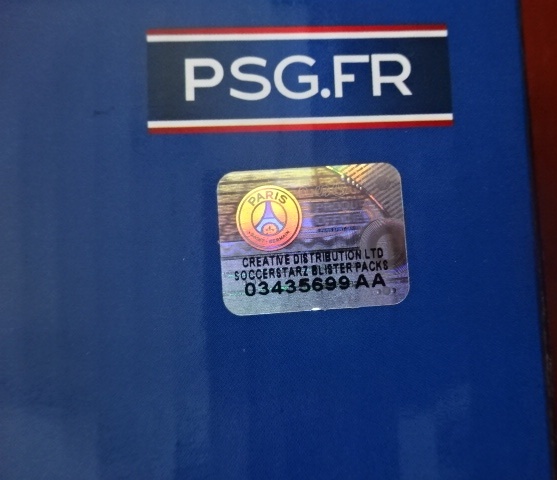 PSG.FR
PARIS
CREATIVE DISTRIBUTION LTD
SOCCERSTARZ BLISTER PACKS
03435699 AA